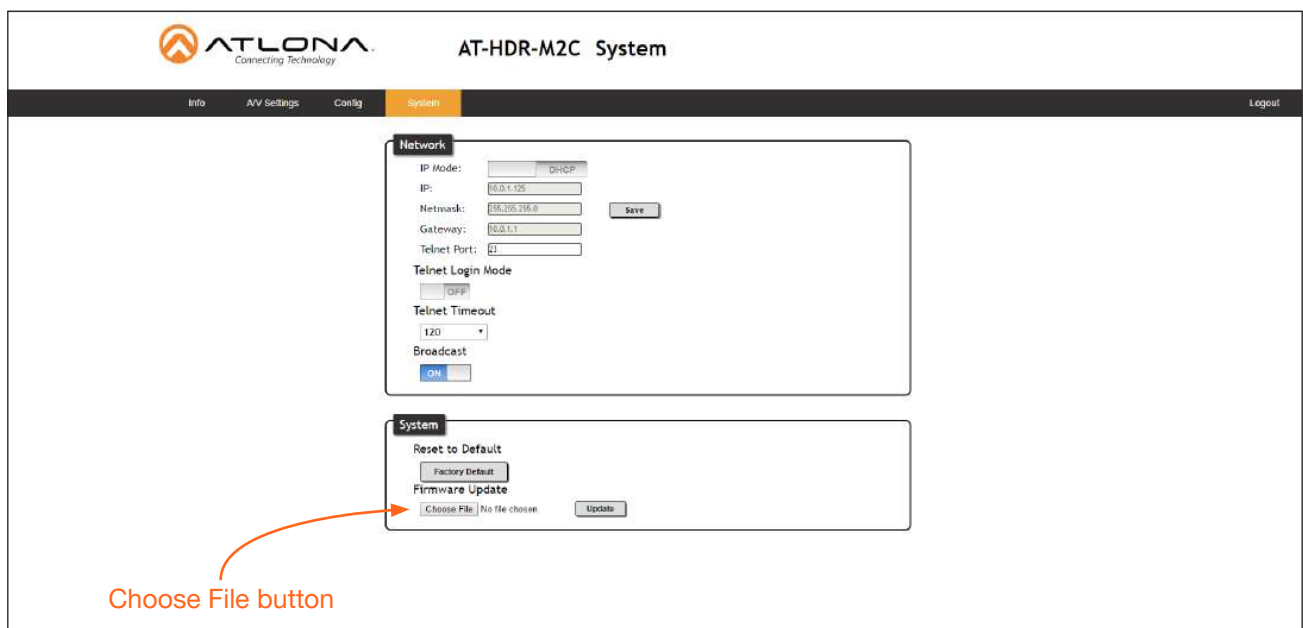 ATLONA.
Connecting Technology
AT-HDR-M2C System
Info A/V Settings Config System Logout
Network
IP Mode: DHCP
IP: 10.0.1.125
Netmask: 255.255.255.0 Save
Gateway: 10.0.1.1
Telnet Port: 23
Telnet Login Mode
OFF
Telnet Timeout
120
Broadcast
ON
System
Reset to Default
Factory Default
Firmware Update
Choose File No file chosen Update
Choose File button